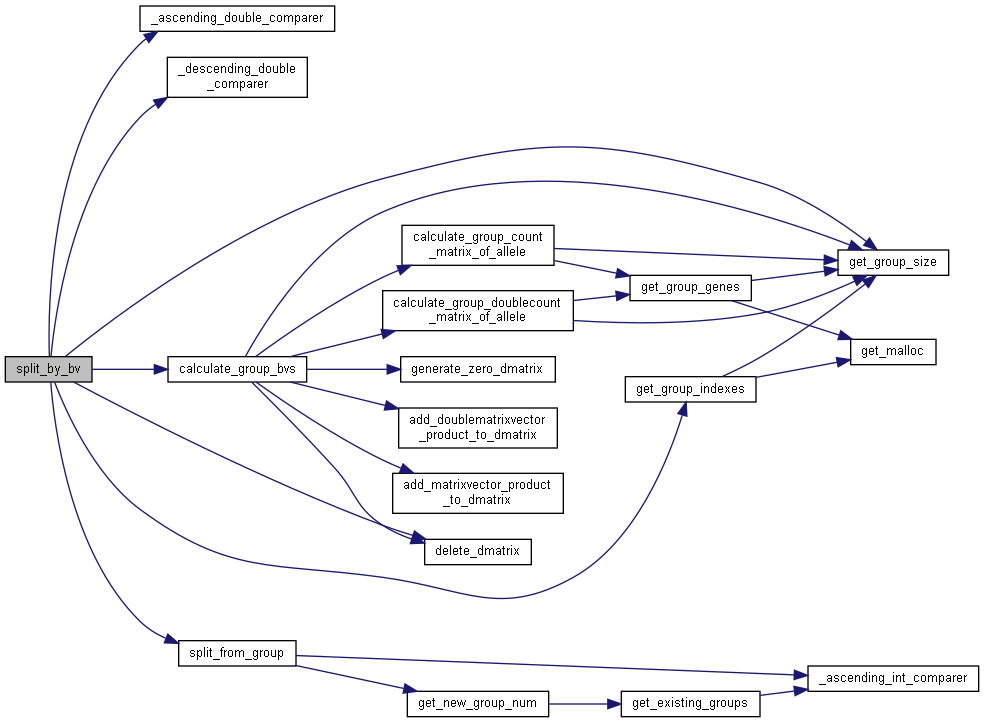 _ascending_double_comparer
_descending_double
_comparer
calculate_group_count
_matrix_of_allele
get_group_size
get_group_genes
calculate_group_doublecount
_matrix_of_allele
get_malloc
split_by_bv
calculate_group_bvs
generate_zero_dmatrix
get_group_indexes
add_doublematrixvector
_product_to_dmatrix
add_matrixvector_product
_to_dmatrix
delete_dmatrix
split_from_group
_ascending_int_comparer
get_new_group_num
get_existing_groups